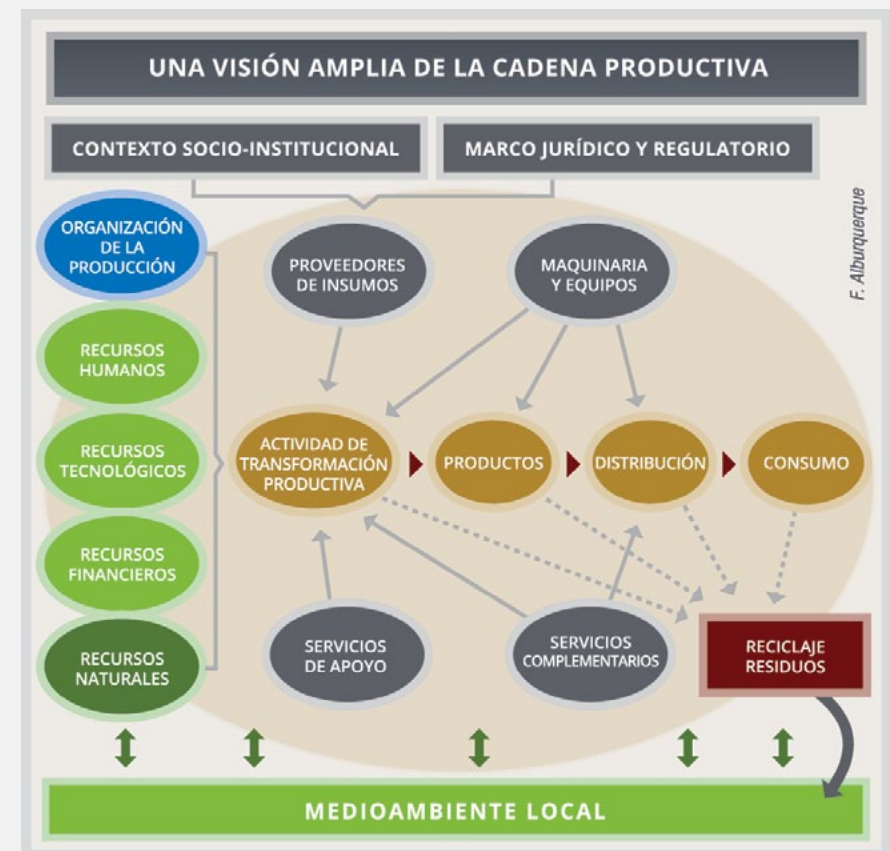 UNA VISIÓN AMPLIA DE LA CADENA PRODUCTIVA
CONTEXTO SOCIO-INSTITUCIONAL
MARCO JURÍDICO Y REGULATORIO
F. Alburquerque
ORGANIZACIÓN
DE LA
PRODUCCIÓN
PROVEEDORES
DE INSUMOS
MAQUINARIA
Y EQUIPOS
RECURSOS
HUMANOS
RECURSOS
TECNOLÓGICOS
ACTIVIDAD DE
TRANSFORMACIÓN
PRODUCTIVA
PRODUCTOS
DISTRIBUCIÓN
CONSUMO
RECURSOS
FINANCIEROS
RECURSOS
NATURALES
SERVICIOS
DE APOYO
SERVICIOS
COMPLEMENTARIOS
RECICLAJE
RESIDUOS
MEDIOAMBIENTE LOCAL